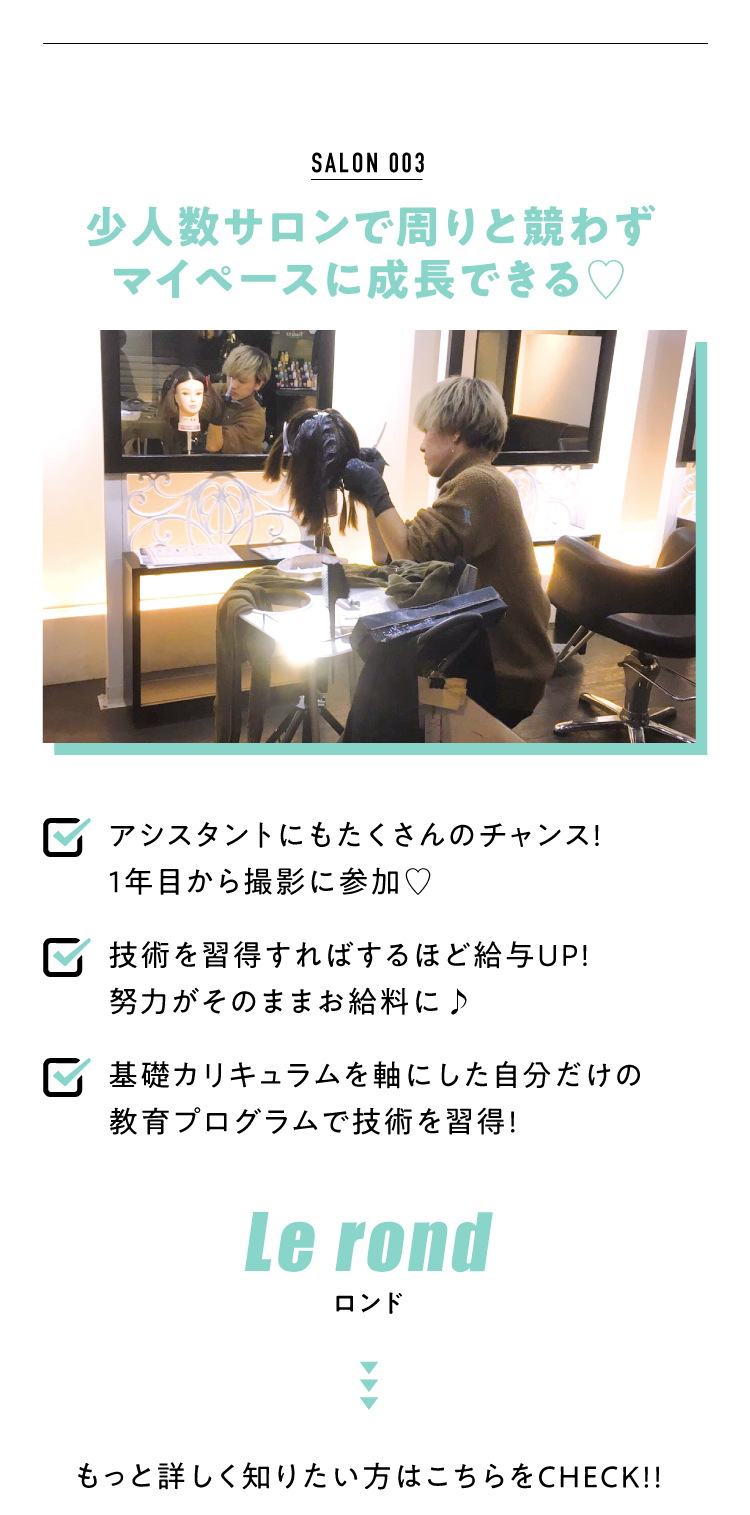 SALON 003
少人数サロンで周りと競わず
マイペースに成長できる♡
アシスタントにもたくさんのチャンス!
1年目から撮影に参加♡
技術を習得すればするほど給与UP!
努力がそのままお給料に♪
基礎カリキュラムを軸にした自分だけの
教育プログラムで技術を習得!
Le rond
ロンド
もっと詳しく知りたい方はこちらをCHECK!!